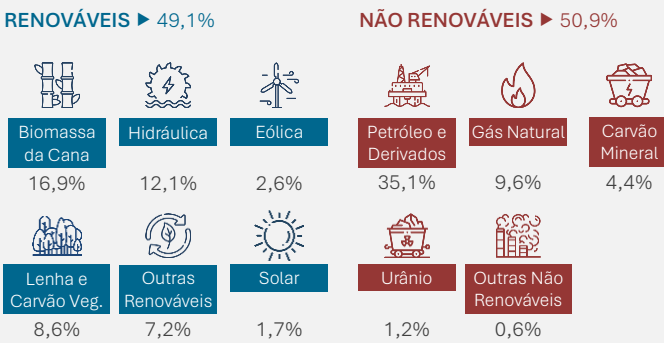 RENOVÁVEIS ▶ 49,1%
NÃO RENOVÁVEIS ▶ 50,9%
Biomassa
da Cana
16,9%
Hidráulica
12,1%
Eólica
2,6%
Petróleo e
Derivados
35,1%
Gás Natural
9,6%
Carvão
Mineral
4,4%
Lenha e
Carvão Veg.
8,6%
Outras
Renováveis
7,2%
Solar
1,7%
Urânio
1,2%
Outras Não
Renováveis
0,6%